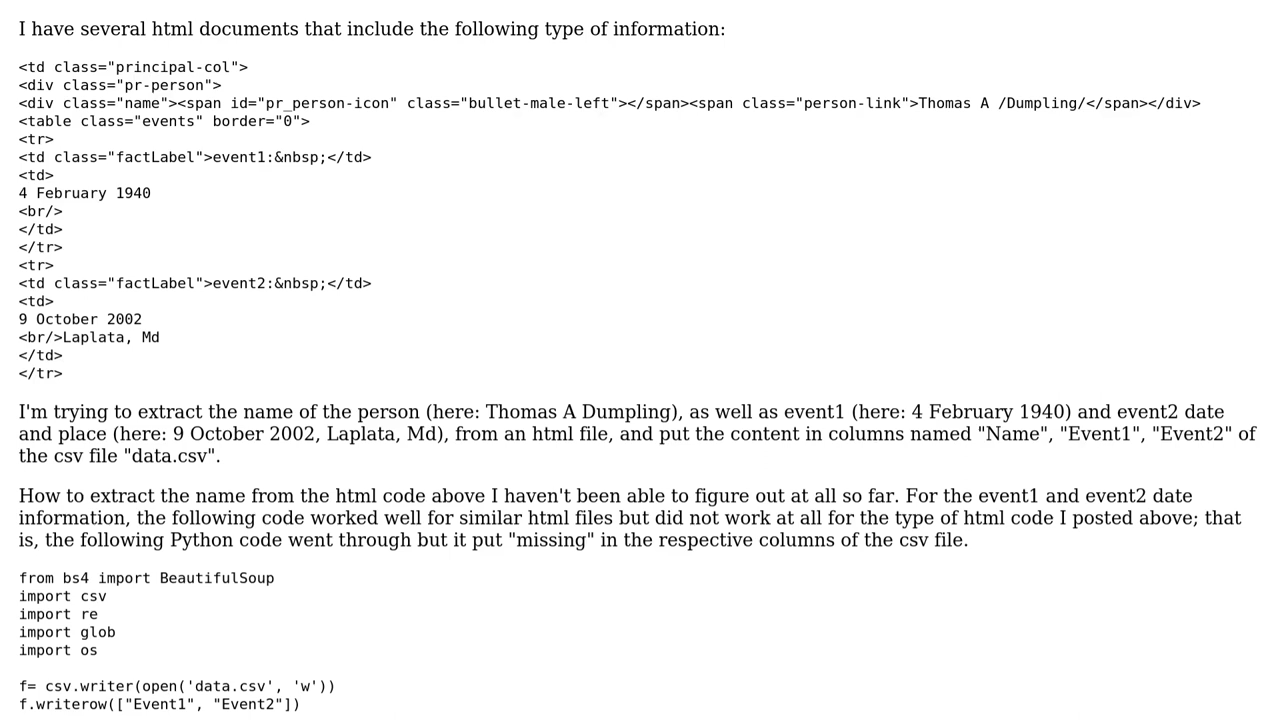 I have several html documents that include the following type of information:
<td class="principal-col">
<div class="pr-person">
<div class="name"><span id="pr_person-icon" class="bullet-male-left"></span><span class="person-link">Thomas A /Dumpling/</span></div>
<table class="events" border="0">
<tr>
<td class="factLabel">event1:&nbsp;</td>
<td>
4 February 1940
<br/>
</td>
</tr>
<tr>
<td class="factLabel">event2:&nbsp;</td>
<td>
9 October 2002
<br/>Laplata, Md
</td>
</tr>
I'm trying to extract the name of the person (here: Thomas A Dumpling), as well as event1 (here: 4 February 1940) and event2 date
and place (here: 9 October 2002, Laplata, Md), from an html file, and put the content in columns named "Name", "Event1", "Event2" of
the csv file "data.csv".
How to extract the name from the html code above I haven't been able to figure out at all so far. For the event1 and event2 date
information, the following code worked well for similar html files but did not work at all for the type of html code I posted above; that
is, the following Python code went through but it put "missing" in the respective columns of the csv file.
from bs4 import BeautifulSoup
import csv
import re
import glob
import os
f= csv.writer(open('data.csv', 'w'))
f.writerow(["Event1", "Event2"])